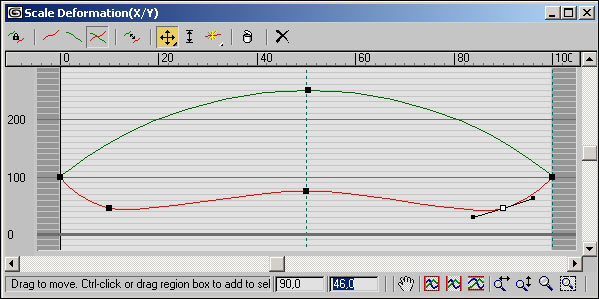 Scale Deformation(X/Y)
0 20 40 60 80 100
200
100
0
Drag to move. Ctrl-click or drag region box to add to sel 90,0 46,0